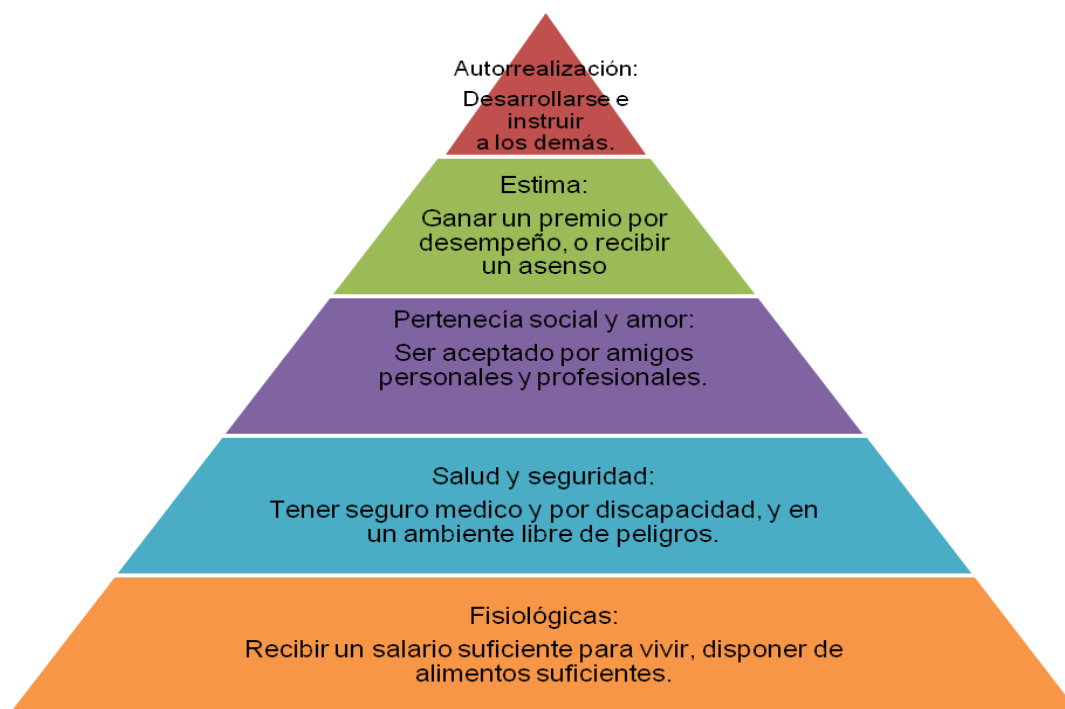 Autorrealización:
Desarrollarse e
instruir
a los demás.
Estima:
Ganar un premio por
desempeño, o recibir
un asenso
Pertenecía social y amor:
Ser aceptado por amigos
personales y profesionales.
Salud y seguridad:
Tener seguro medico y por discapacidad, y en
un ambiente libre de peligros.
Fisiológicas:
Recibir un salario suficiente para vivir, disponer de
alimentos suficientes.